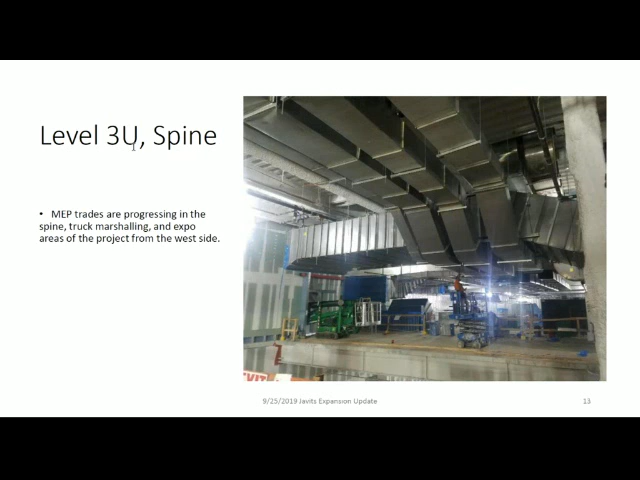 Level 3U, Spine
• MEP trades are progressing in the
spine, truck marshalling, and expo
areas of the project from the west side.
EXIT
9/25/2019 Javits Expansion Update
13